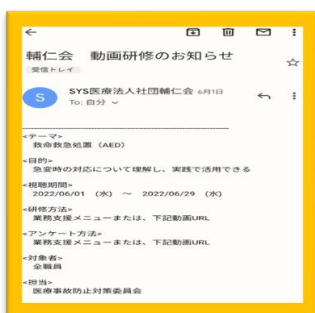 輔仁会 動画研修のお知らせ
受信トレイ
S
SYS医療法人社団輔仁会 6月1日
To: 自分
<テーマ>
救命救急処置（AED）
<目的>
急変時の対応について理解し、実践で活用できる
<視聴期間>
2022/06/01 （水） ～ 2022/06/29 （水）
<研修方法>
業務支援メニューまたは、下記動画URL
<アンケート方法>
業務支援メニューまたは、下記動画URL
<対象者>
全職員
<担当>
医療事故防止対策委員会